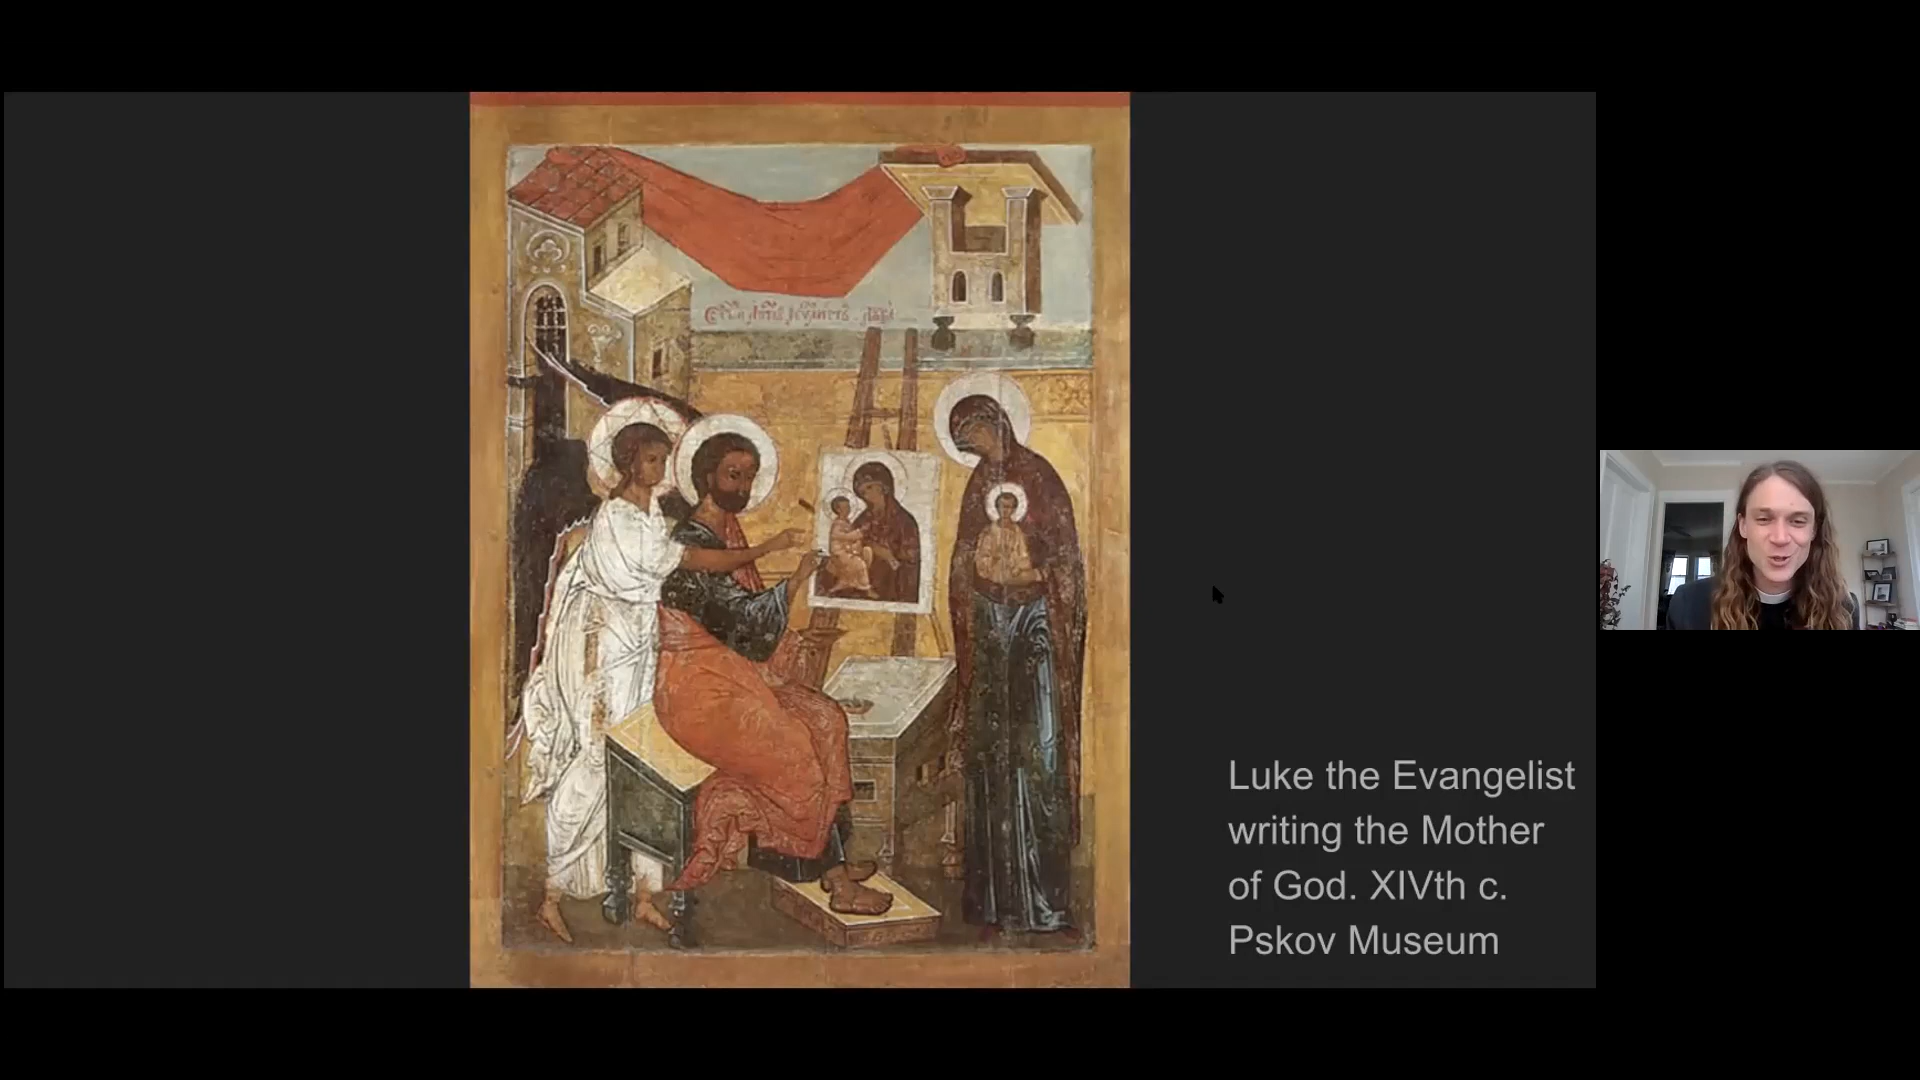 Luke the Evangelist
writing the Mother
of God. XIVth c.
Pskov Museum